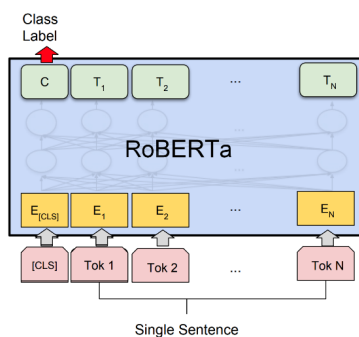 Class
Label
C T1 T2 ... TN
...
...
RoBERTa
E[CLS] E1 E2 ... EN
[CLS] Tok 1 Tok 2 ... Tok N
Single Sentence